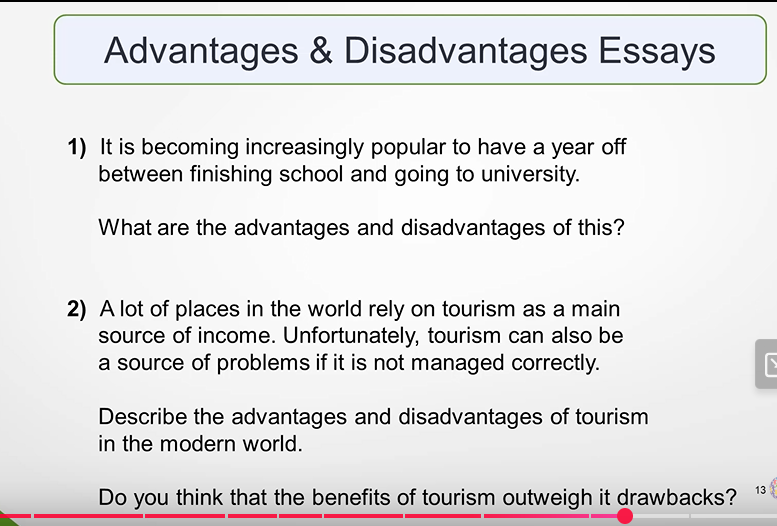 Advantages & Disadvantages Essays
1) It is becoming increasingly popular to have a year off
between finishing school and going to university.
What are the advantages and disadvantages of this?
2) A lot of places in the world rely on tourism as a main
source of income. Unfortunately, tourism can also be
a source of problems if it is not managed correctly.
Describe the advantages and disadvantages of tourism
in the modern world.
Do you think that the benefits of tourism outweigh it drawbacks?
13